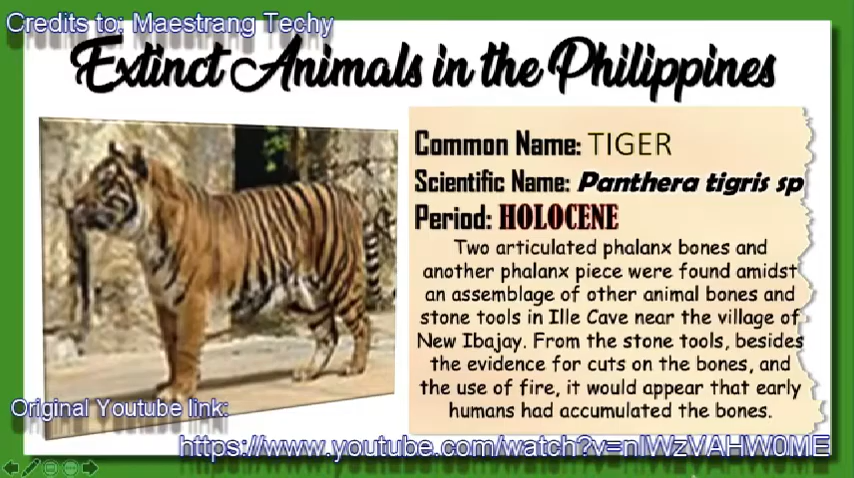 Credits to: Maestrang Techy
Extinct Animals in the Philippines
Common Name: TIGER
Scientific Name: Panthera tigris sp
Period: HOLOCENE
Two articulated phalanx bones and
another phalanx piece were found amidst
an assemblage of other animal bones and
stone tools in Ille Cave near the village of
New Ibajay. From the stone tools, besides
the evidence for cuts on the bones, and
the use of fire, it would appear that early
humans had accumulated the bones.
Original Youtube link:
https://www.youtube.com/watch?v=nIWzVAHW0ME